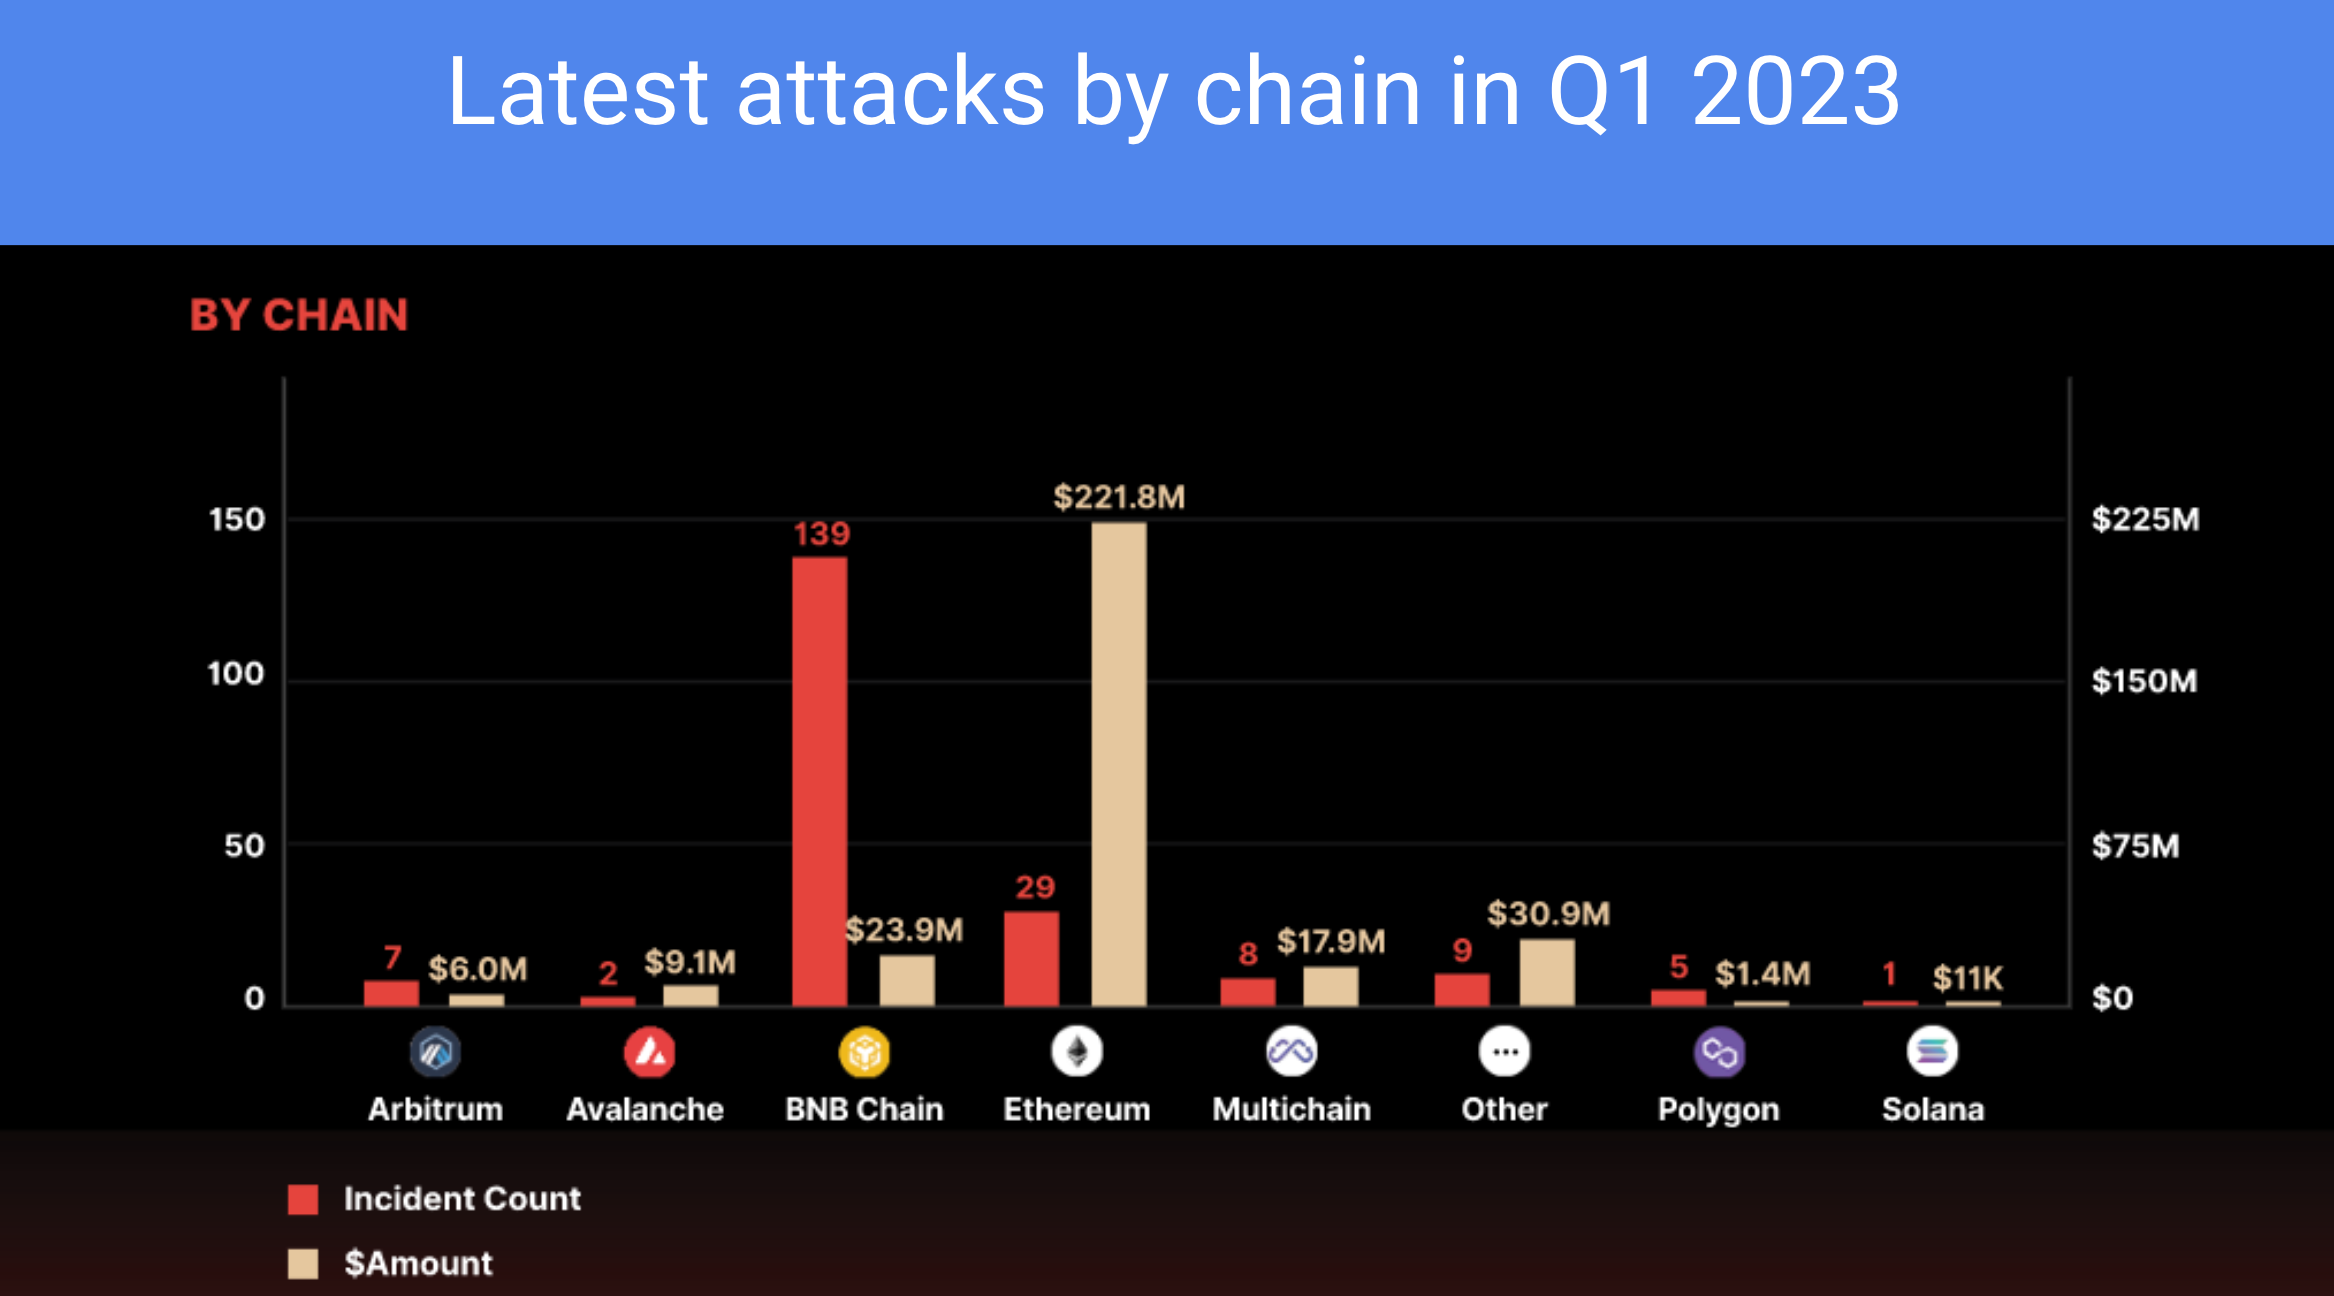 Latest attacks by chain in Q1 2023
BY CHAIN
150
100
50
0
$225M
$150M
$75M
$0
7
$6.0M
2
$9.1M
139
$23.9M
29
$221.8M
8
$17.9M
9
$30.9M
5
$1.4M
1
$11K
Arbitrum
Avalanche
BNB Chain
Ethereum
Multichain
Other
Polygon
Solana
Incident Count
$Amount